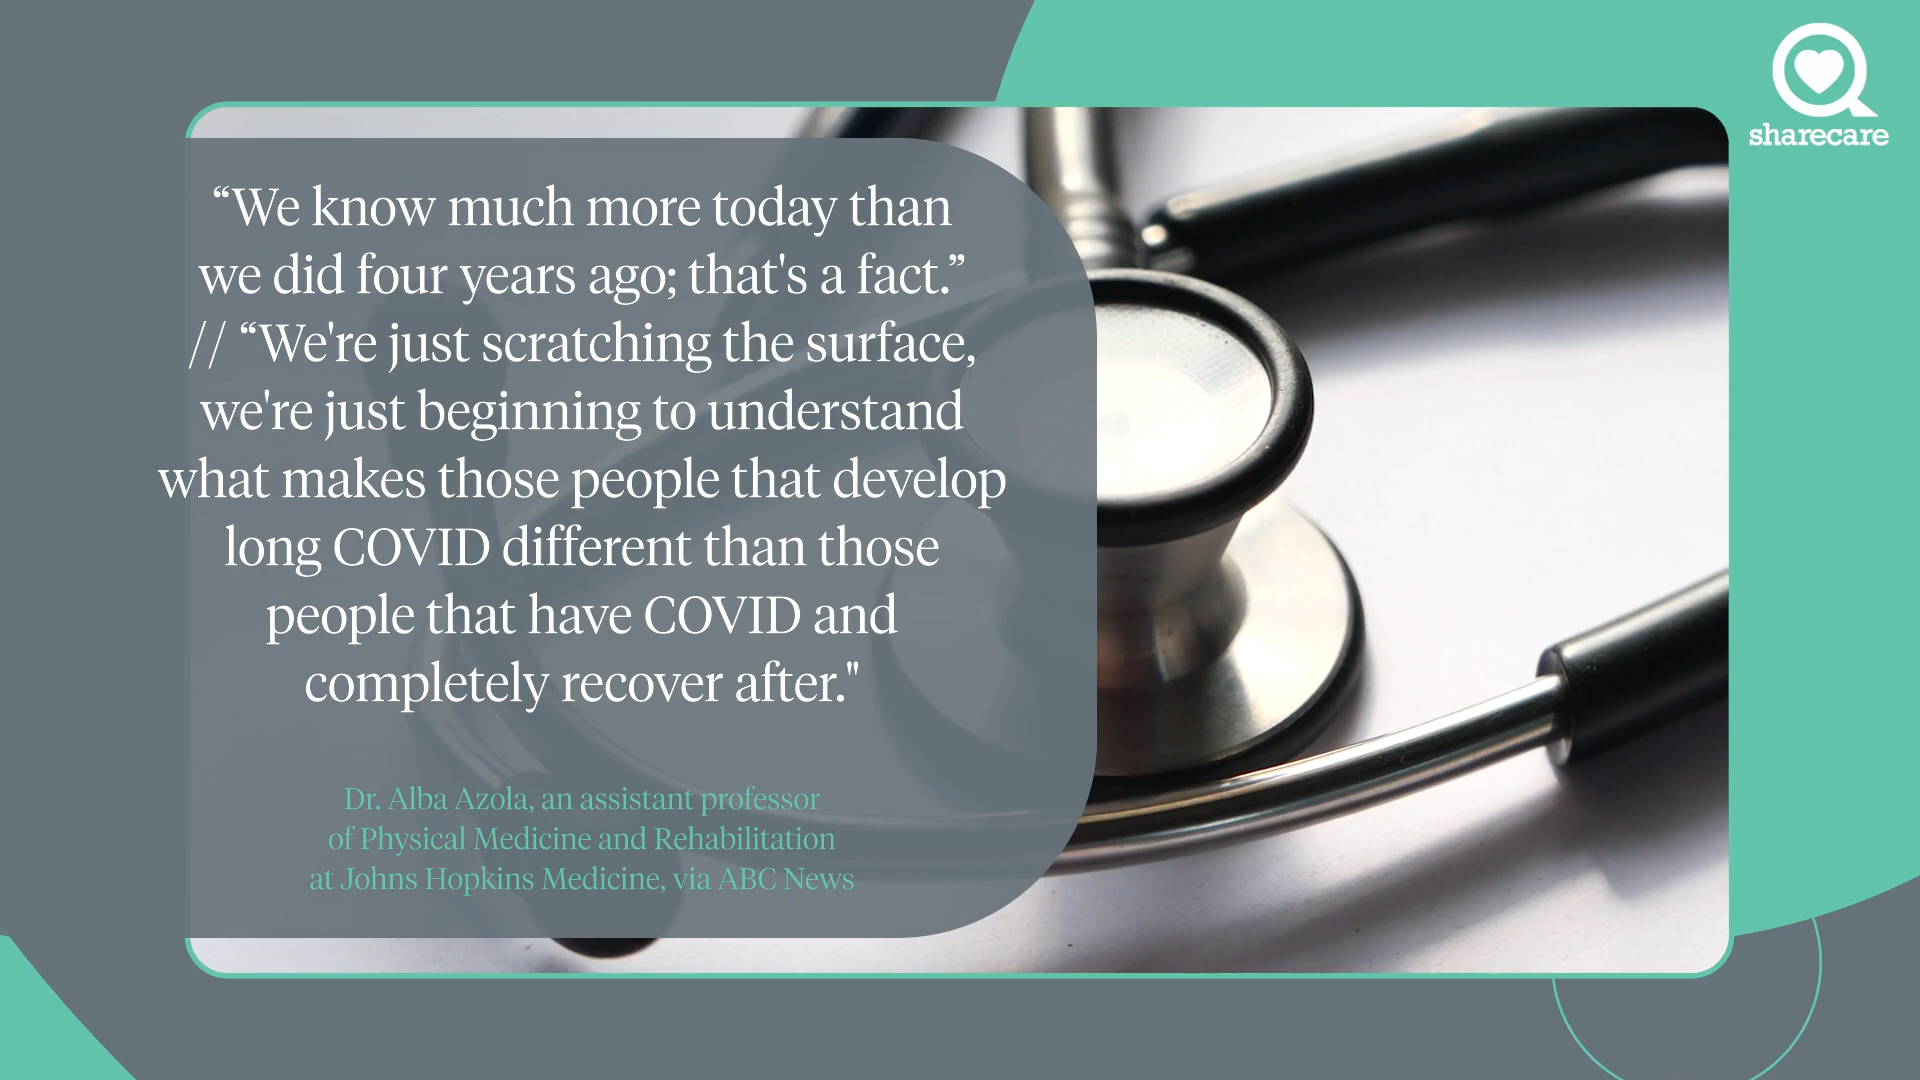 sharecare
“We know much more today than
we did four years ago; that's a fact.”
// “We're just scratching the surface,
we're just beginning to understand
what makes those people that develop
long COVID different than those
people that have COVID and
completely recover after."
Dr. Alba Azola, an assistant professor
of Physical Medicine and Rehabilitation
at Johns Hopkins Medicine, via ABC News